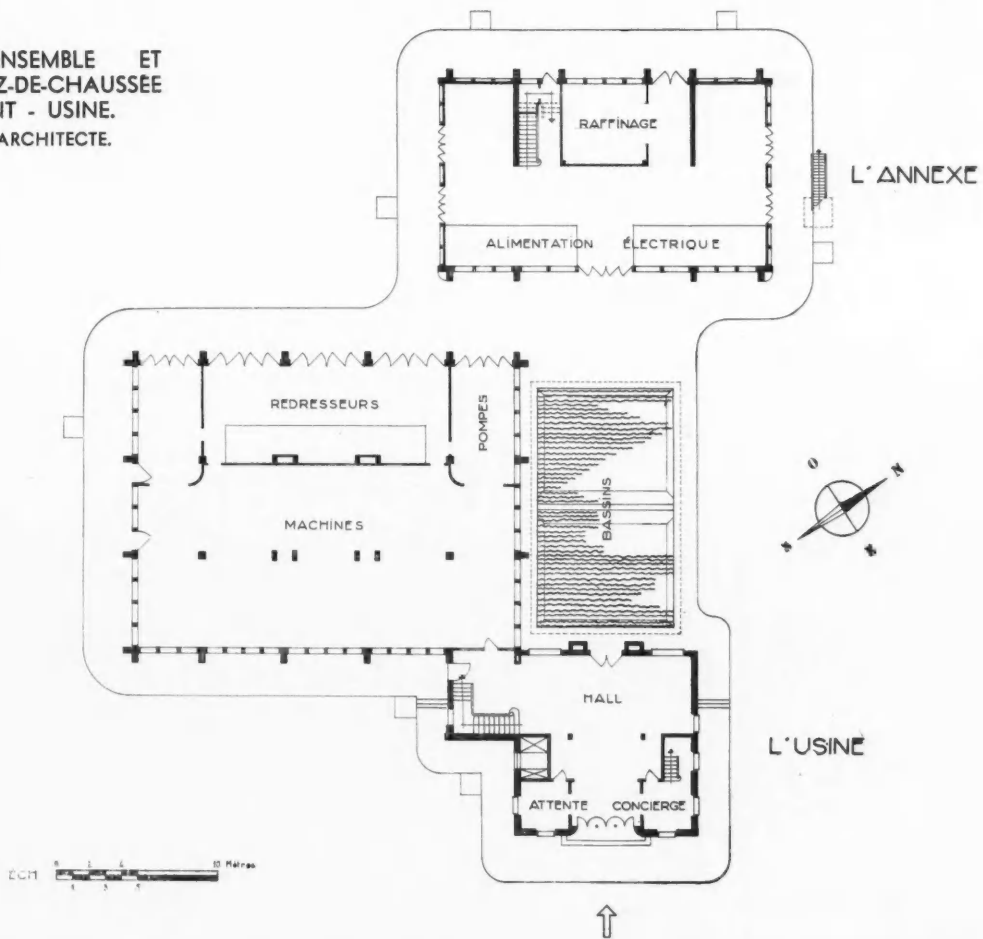 NSEMBLE ET
Z-DE-CHAUSSÉE
IT - USINE.
ARCHITECTE.
RAFFINAGE
L'ANNEXE
ALIMENTATION ÉLECTRIQUE
REDRESSEURS
POMPES
BASSINS
MACHINES
O
N
HALL
L'USINE
ATTENTE
CONCIERGE
10 Mètres